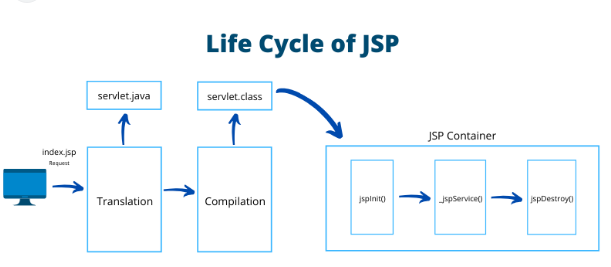 Life Cycle of JSP
servlet.java
servlet.class
JSP Container
index.jsp
Request
Translation
Compilation
jspInit()
_jspService()
jspDestroy()